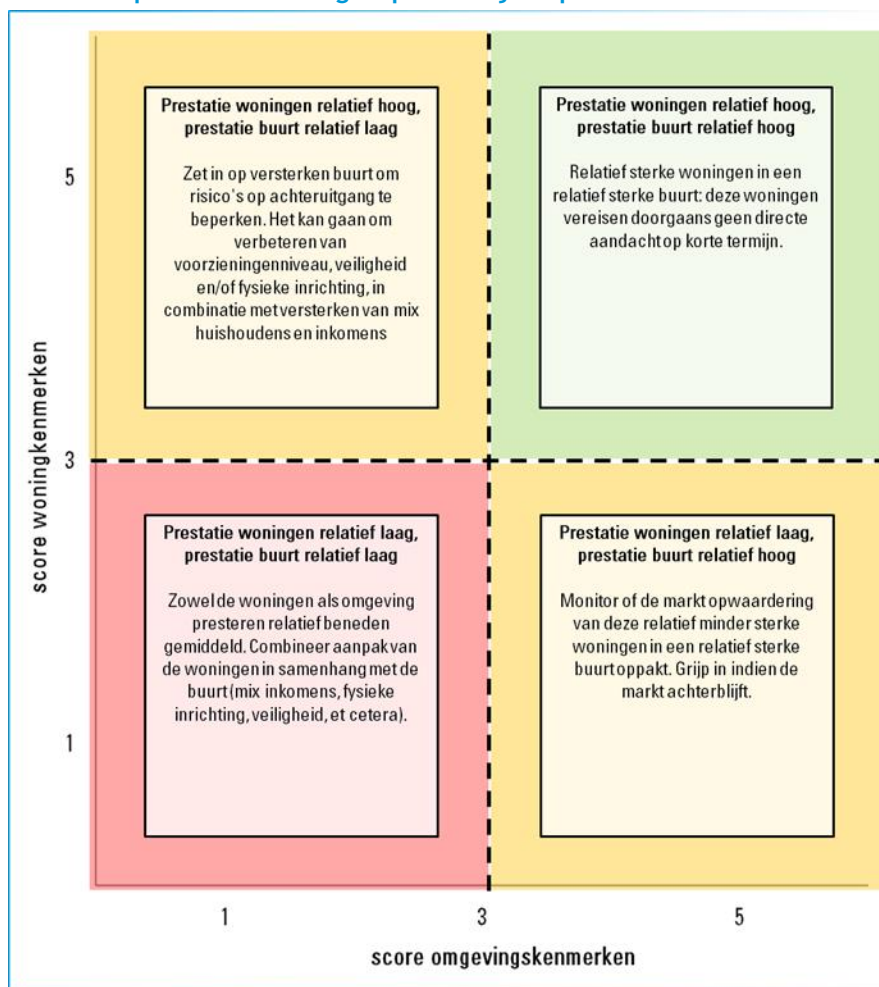 Prestatie woningen relatief hoog,
prestatie buurt relatief laag
Zet in op versterken buurt om
risico's op achteruitgang te
beperken. Het kan gaan om
verbeteren van
voorzieningenniveau, veiligheid
en/of fysieke inrichting, in
combinatie met versterken van mix
huishoudens en inkomens
Prestatie woningen relatief hoog,
prestatie buurt relatief hoog
Relatief sterke woningen in een
relatief sterke buurt: deze woningen
vereisen doorgaans geen directe
aandacht op korte termijn.
5
3
1
score woningkenmerken
Prestatie woningen relatief laag,
prestatie buurt relatief laag
Zowel de woningen als omgeving
presteren relatief beneden
gemiddeld. Combineer aanpak van
de woningen in samenhang met de
buurt (mix inkomens, fysieke
inrichting, veiligheid, et cetera).
Prestatie woningen relatief laag,
prestatie buurt relatief hoog
Monitor of de markt opwaardering
van deze relatief minder sterke
woningen in een relatief sterke
buurt oppakt. Grijp in indien de
markt achterblijft.
1 3 5
score omgevingskenmerken